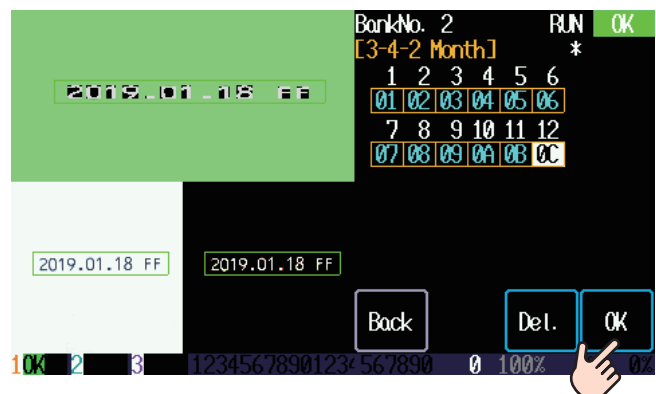 BankNo. 2 RUN OK
[3-4-2 Month] *
1 2 3 4 5 6
01 02 03 04 05 06
7 8 9 10 11 12
07 08 09 0A 0B 0C
2019.01.18 FF
2019.01.18 FF
2019.01.18 FF
Back Del. OK
1OK 2 3 12345678901234567890 0 100% 0%